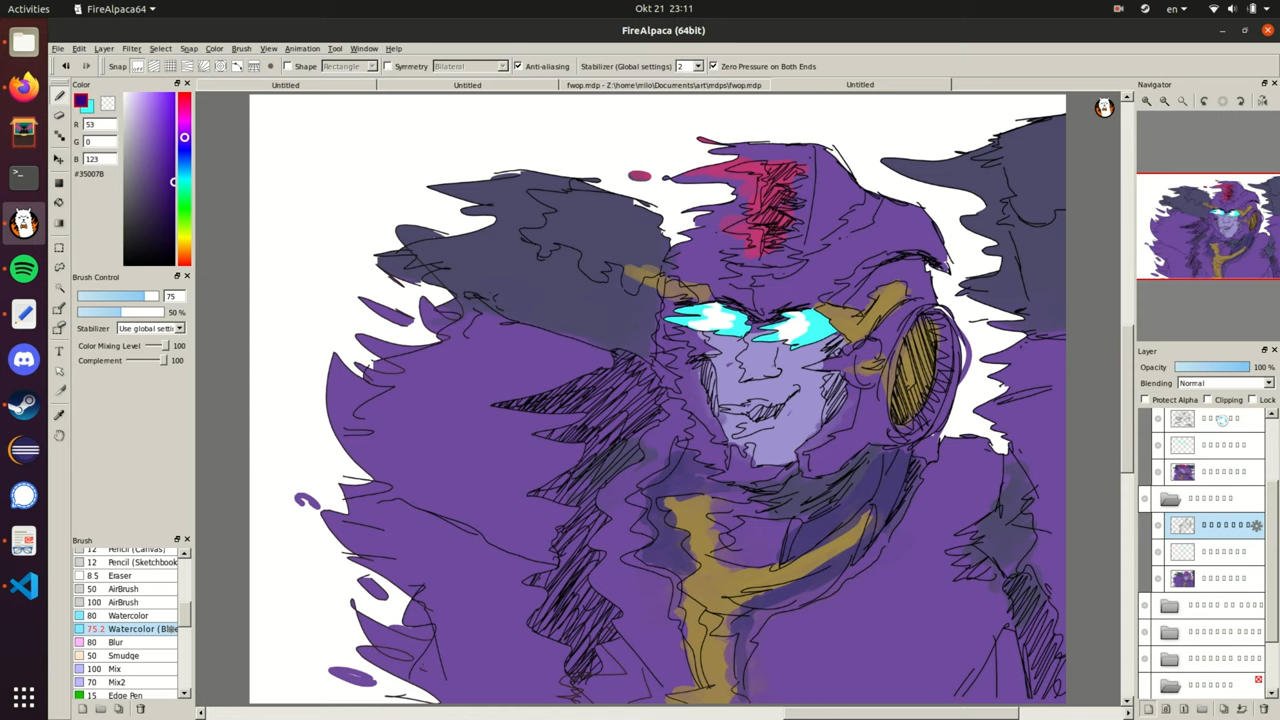 Activities
FireAlpaca64
Okt 21 23:11
en
FireAlpaca (64bit)
File Edit Layer Filter Select Snap Color Brush View Animation Tool Window Help
Snap off Shape Rectangle Symmetry Bilateral Anti-aliasing Stabilizer (Global settings) 2 Zero Pressure on Both Ends
Color
R 53
G 0
B 123
#35007B
Untitled
Untitled
fwop.mdp - Z:\home\milo\Documents\art\mdps\fwop.mdp
Untitled
Navigator
Brush Control
75
50 %
Stabilizer Use global setti
Color Mixing Level 100
Complement 100
Brush
12 Pencil (Canvas)
12 Pencil (Sketchbook
8.5 Eraser
50 AirBrush
100 AirBrush
80 Watercolor
75.2 Watercolor (Blue
80 Blur
50 Smudge
100 Mix
70 Mix2
15 Edge Pen
Layer
Opacity 100 %
Blending Normal
Protect Alpha Clipping Lock